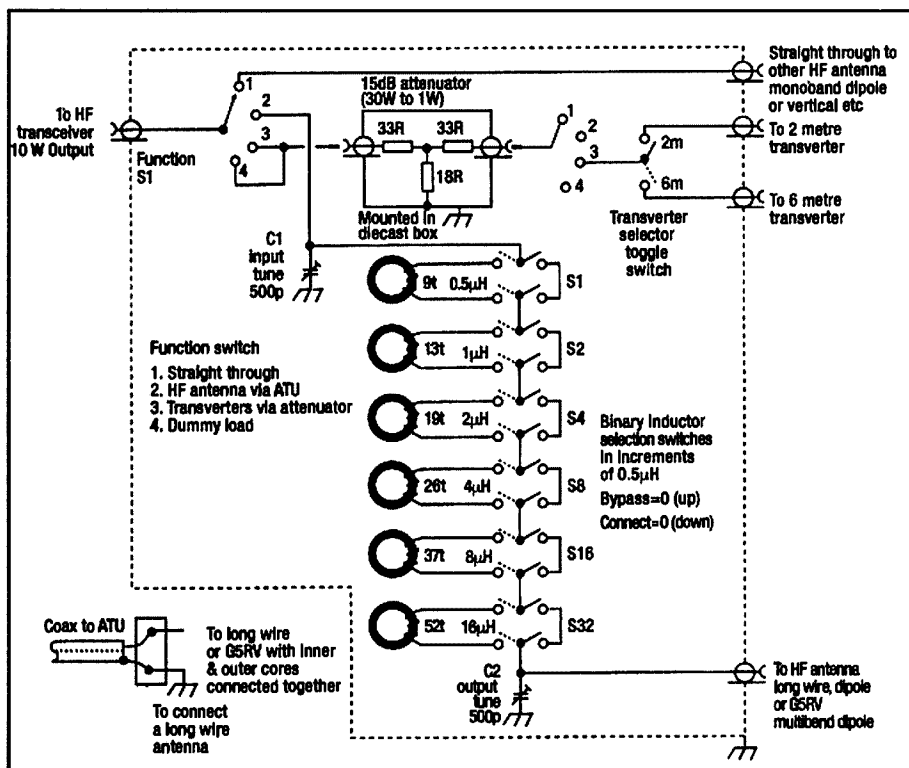 Straight through to
other HF antenna
monoband dipole
or vertical etc
1
2
3
4
15dB attenuator
(30W to 1W)
33R
33R
18R
Mounted in
diecast box
1
2
3
4
2m
6m
To HF
transceiver
10 W Output
Function
S1
To 2 metre
transverter
To 6 metre
transverter
Transverter
selector
toggle
switch
C1
input
tune
500p
9t 0.5µH S1
13t 1µH S2
19t 2µH S4
26t 4µH S8
37t 8µH S16
52t 16µH S32
Function switch
1. Straight through
2. HF antenna via ATU
3. Transverters via attenuator
4. Dummy load
Binary Inductor
selection switches
In Increments
of 0.5µH
Bypass=0 (up)
Connect=0 (down)
Coax to ATU
To long wire
or G5RV with Inner
& outer cores
connected together
To connect
a long wire
antenna
C2
output
tune
500p
To HF antenna
long wire, dipole
or G5RV
multibend dipole